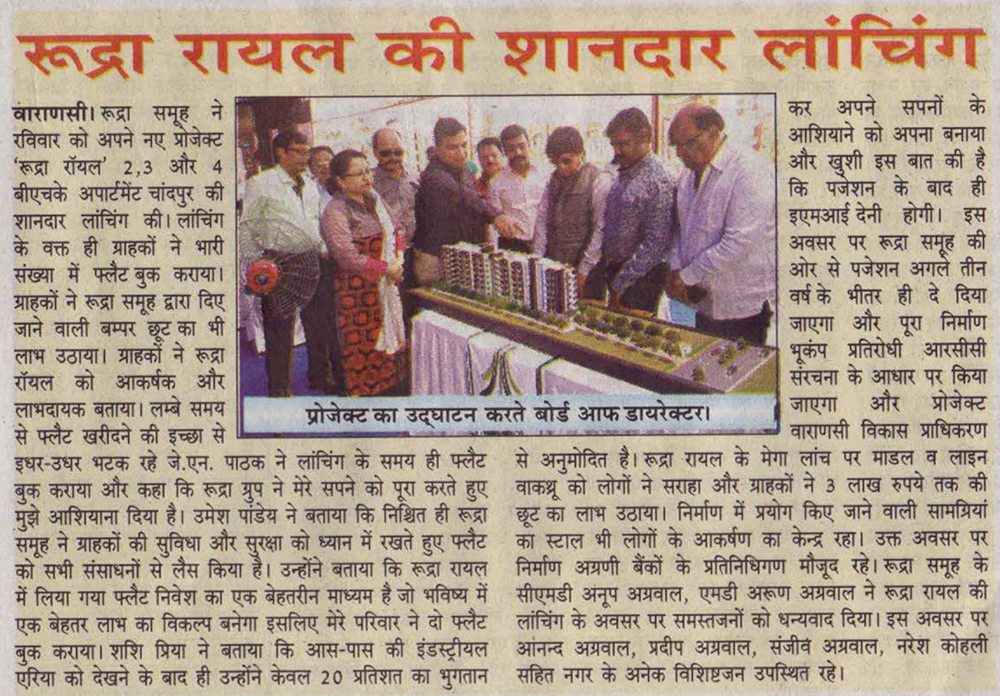 रूद्रा रायल की शानदार लांचिंग
वाराणसी। रूद्रा समूह ने
रविवार को अपने नए प्रोजेक्ट
‘रूद्रा रॉयल’ 2,3 और 4
बीएचके अपार्टमेंट चांदपुर की
शानदार लांचिंग की। लांचिंग
के वक्त ही ग्राहकों ने भारी
संख्या में फ्लैट बुक कराया।
ग्राहकों ने रूद्रा समूह द्वारा दिए
जाने वाली बम्पर छूट का भी
लाभ उठाया। ग्राहकों ने रूद्रा
रॉयल को आकर्षक और
लाभदायक बताया। लम्बे समय
से फ्लैट खरीदने की इच्छा से
इधर-उधर भटक रहे जे.एन. पाठक ने लांचिंग के समय ही फ्लैट
बुक कराया और कहा कि रूद्रा ग्रुप ने मेरे सपने को पूरा करते हुए
मुझे आशियाना दिया है। उमेश पांडेय ने बताया कि निश्चित ही रूद्रा
समूह ने ग्राहकों की सुविधा और सुरक्षा को ध्यान में रखते हुए फ्लैट
को सभी संसाधनों से लैस किया है। उन्होंने बताया कि रूद्रा रायल
में लिया गया फ्लैट निवेश का एक बेहतरीन माध्यम है जो भविष्य में
एक बेहतर लाभ का विकल्प बनेगा इसलिए मेरे परिवार ने दो फ्लैट
बुक कराया। शशि प्रिया ने बताया कि आस-पास की इंडस्ट्रीयल
एरिया को देखने के बाद ही उन्होंने केवल 20 प्रतिशत का भुगतान
प्रोजेक्ट का उद्घाटन करते बोर्ड आफ डायरेक्टर।
कर अपने सपनों के
आशियाने को अपना बनाया
और खुशी इस बात की है
कि पजेशन के बाद ही
इएमआई देनी होगी। इस
अवसर पर रूद्रा समूह की
ओर से पजेशन अगले तीन
वर्ष के भीतर ही दे दिया
जाएगा और पूरा निर्माण
भूकंप प्रतिरोधी आरसीसी
संरचना के आधार पर किया
जाएगा और प्रोजेक्ट
वाराणसी विकास प्राधिकरण
से अनुमोदित है। रूद्रा रायल के मेगा लांच पर माडल व लाइन
वाकथ्रू को लोगों ने सराहा और ग्राहकों ने 3 लाख रुपये तक की
छूट का लाभ उठाया। निर्माण में प्रयोग किए जाने वाली सामग्रियां
का स्टाल भी लोगों के आकर्षण का केन्द्र रहा। उक्त अवसर पर
निर्माण अग्रणी बैंकों के प्रतिनिधिगण मौजूद रहे। रूद्रा समूह के
सीएमडी अनूप अग्रवाल, एमडी अरूण अग्रवाल ने रूद्रा रायल की
लांचिंग के अवसर पर समस्तजनों को धन्यवाद दिया। इस अवसर पर
आंनद अग्रवाल, प्रदीप अग्रवाल, संजीव अग्रवाल, नरेश कोहली
सहित नगर के अनेक विशिष्टजन उपस्थित रहे।